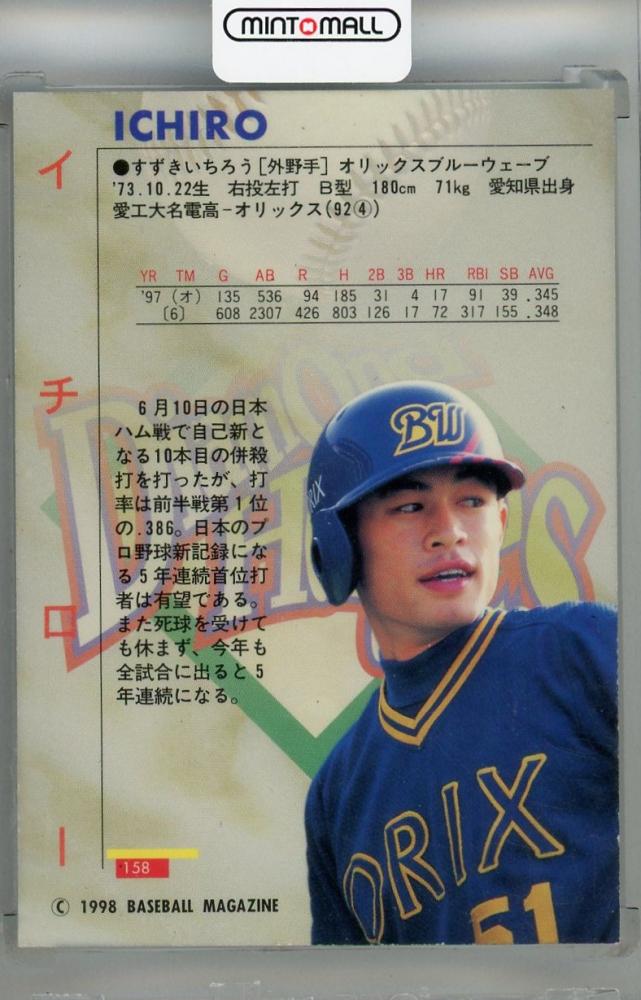 MINTMALL
ICHIRO
イチロー
●すずきいちろう[外野手] オリックスブルーウェーブ
'73.10.22生 右投左打 B型 180cm 71kg 愛知県出身
愛工大名電高-オリックス(92④)
YR TM G AB R H 2B 3B HR RBI SB AVG
'97 (オ) 135 536 94 185 31 4 17 91 39 .345
〔6〕 608 2307 426 803 126 17 72 317 155 .348
6月10日の日本
ハム戦で自己新と
なる10本目の併殺
打を打ったが、打
率は前半戦第1位
の.386。日本のプ
ロ野球新記録にな
る5年連続首位打
者は有望である。
また死球を受けて
も休まず、今年も
全試合に出ると5
年連続になる。
Diamond
Heroes
BW
RIX
ORIX
51
158
© 1998 BASEBALL MAGAZINE